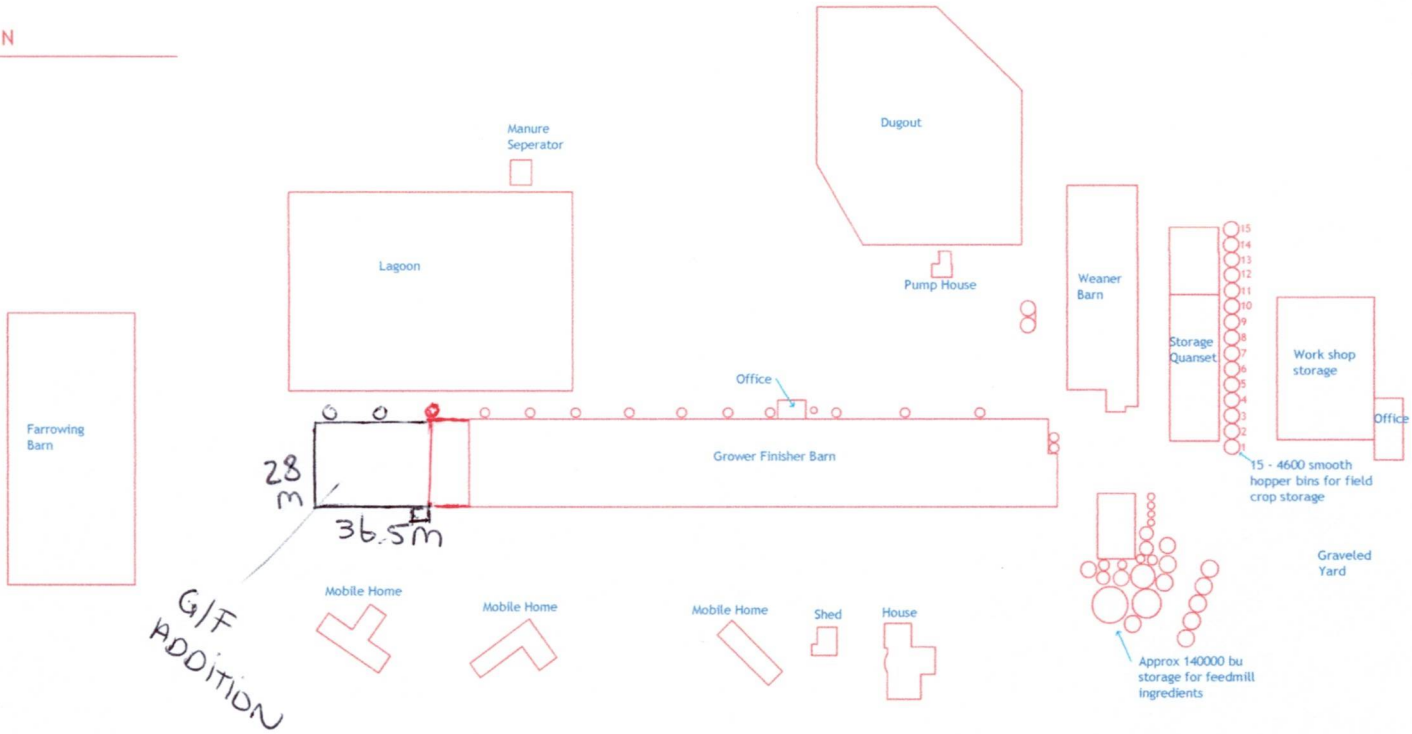 N
Manure
Seperator
Dugout
Lagoon
Pump House
Weaner
Barn
15
14
13
12
11
10
9
8
7
6
5
4
3
2
1
Storage
Quanset
Work shop
storage
Office
Office
Farrowing
Barn
Grower Finisher Barn
15 - 4600 smooth
hopper bins for field
crop storage
28
m
36.5m
Graveled
Yard
G/F
ADDITION
Mobile Home
Mobile Home
Mobile Home
Shed
House
Approx 140000 bu
storage for feedmill
ingredients